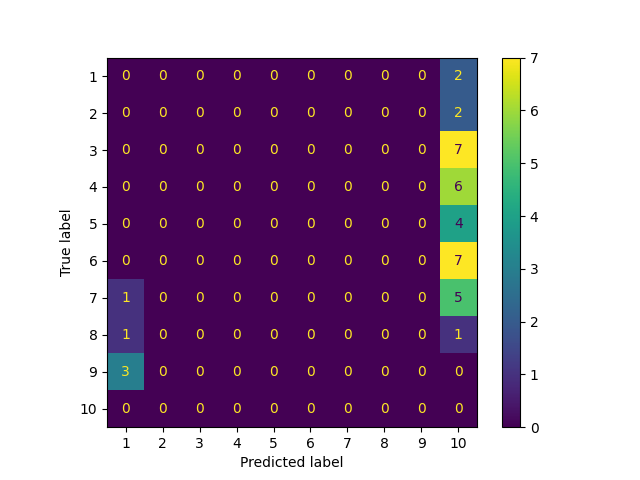 1 0 0 0 0 0 0 0 0 0 2
2 0 0 0 0 0 0 0 0 0 2
3 0 0 0 0 0 0 0 0 0 7
4 0 0 0 0 0 0 0 0 0 6
5 0 0 0 0 0 0 0 0 0 4
6 0 0 0 0 0 0 0 0 0 7
7 1 0 0 0 0 0 0 0 0 5
8 1 0 0 0 0 0 0 0 0 1
9 3 0 0 0 0 0 0 0 0 0
10 0 0 0 0 0 0 0 0 0 0
1 2 3 4 5 6 7 8 9 10
Predicted label
True label
7
6
5
4
3
2
1
0